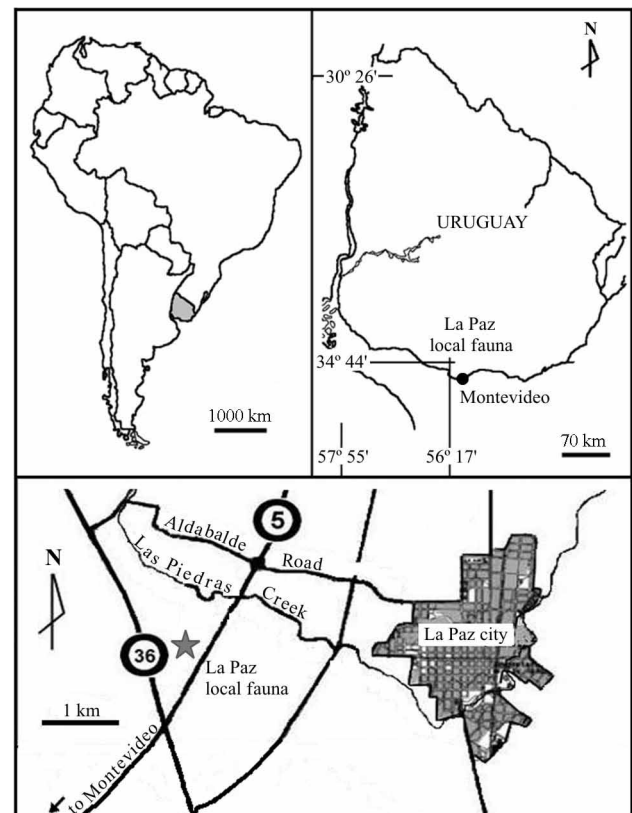 1000 km
N
30º 26'
URUGUAY
La Paz
local fauna
34º 44'
Montevideo
57º 55'
56º 17'
70 km
5
Aldabalde Road
Las Piedras Creek
N
La Paz city
36
La Paz
local fauna
1 km
to Montevideo